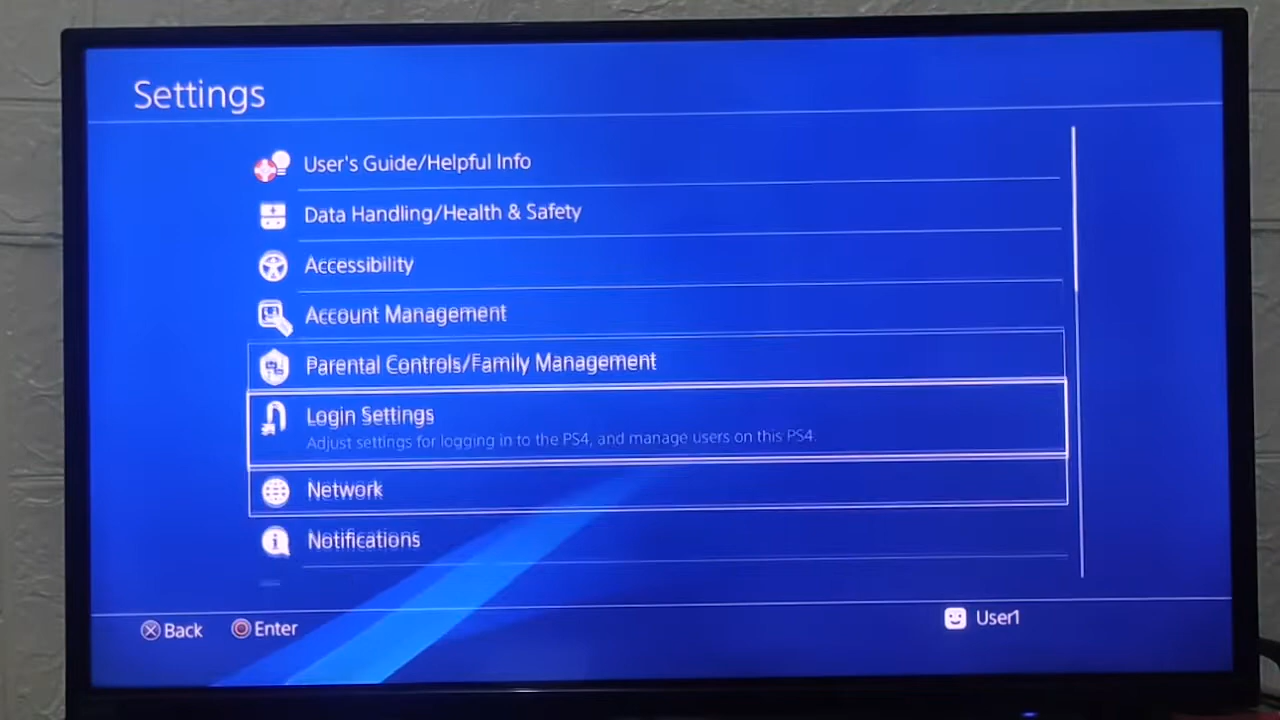 Settings
User's Guide/Helpful Info
Data Handling/Health & Safety
Accessibility
Account Management
Parental Controls/Family Management
Login Settings
Adjust settings for logging in to the PS4, and manage users on this PS4.
Network
Notifications
Back
Enter
User1